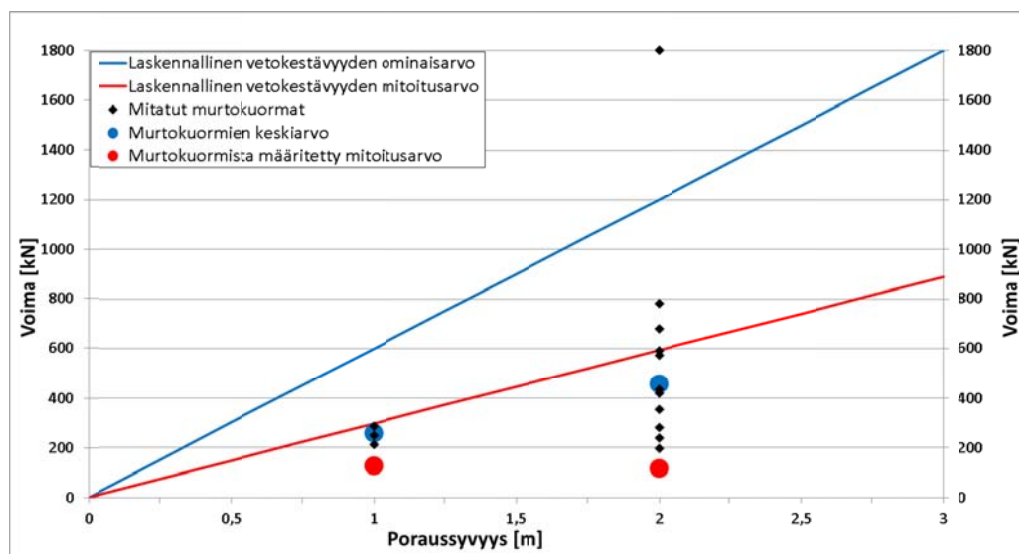 Laskennallinen vetokestävyyden ominaisarvo
Laskennallinen vetokestävyyden mitoitusarvo
Mitatut murtokuormat
Murtokuormien keskiarvo
Murtokuormista määritetty mitoitusarvo
Voima [kN]
1800
1600
1400
1200
1000
800
600
400
200
0
1800
1600
1400
1200
1000
800
600
400
200
0
Voima [kN]
0 0,5 1 1,5 2 2,5 3
Poraussyvyys [m]